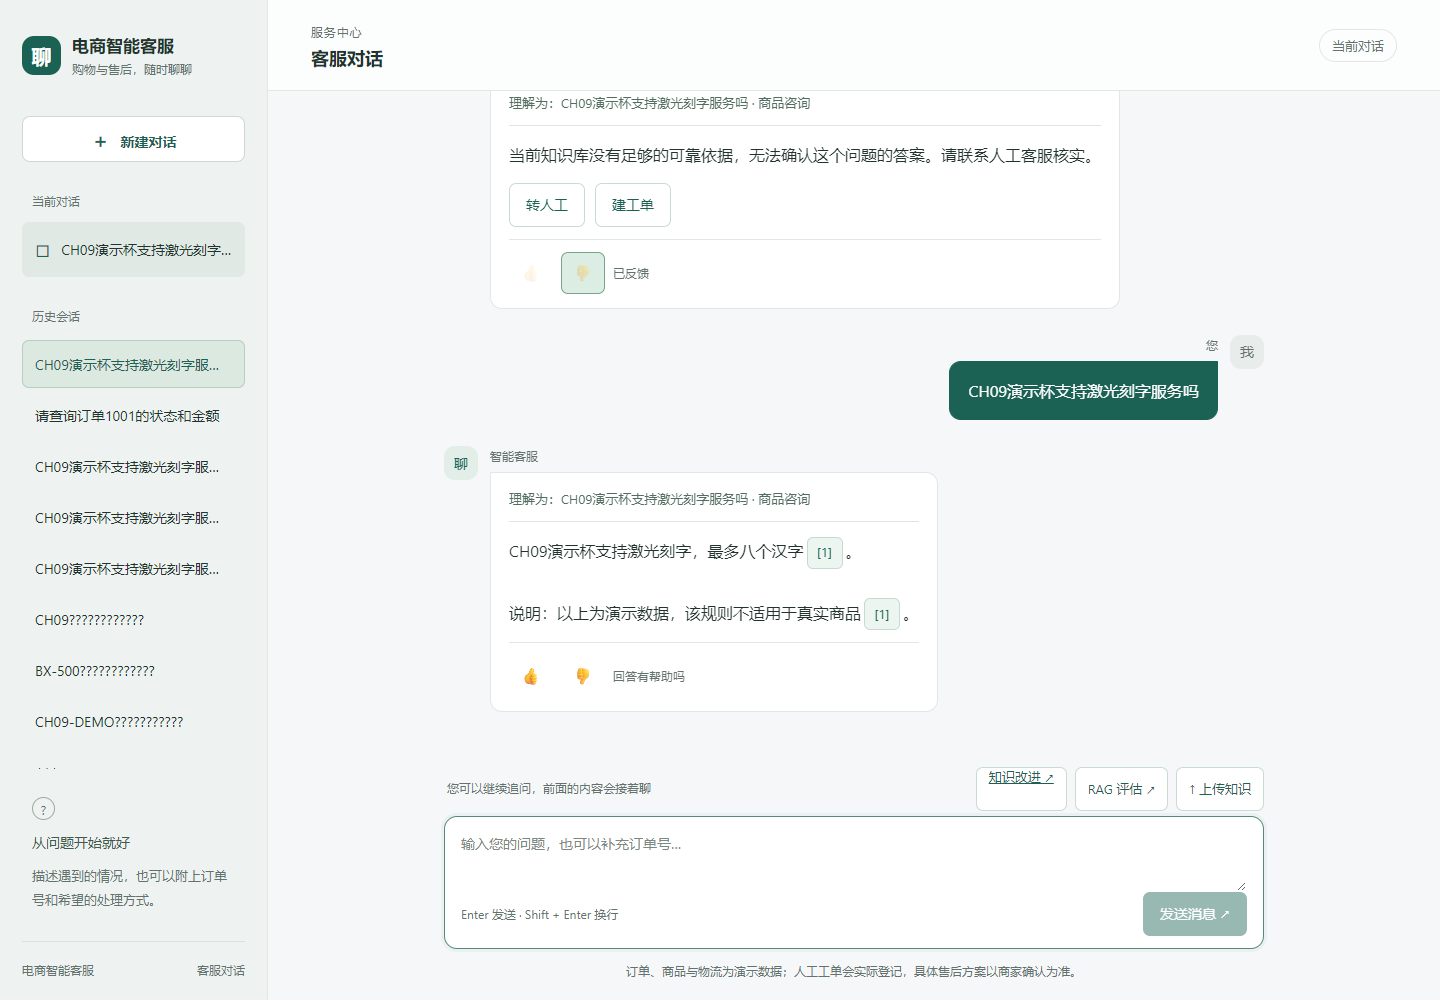 聊
电商智能客服
购物与售后，随时聊聊
+ 新建对话
当前对话
CH09演示杯支持激光刻字...
历史会话
CH09演示杯支持激光刻字服...
请查询订单1001的状态和金额
CH09演示杯支持激光刻字服...
CH09演示杯支持激光刻字服...
CH09演示杯支持激光刻字服...
CH09????????????
BX-500????????????
CH09-DEMO???????????
?
从问题开始就好
描述遇到的情况，也可以附上订单
号和希望的处理方式。
电商智能客服
客服对话
服务中心
客服对话
当前对话
理解为：CH09演示杯支持激光刻字服务吗 · 商品咨询
当前知识库没有足够的可靠依据，无法确认这个问题的答案。请联系人工客服核实。
转人工
建工单
已反馈
您
我
CH09演示杯支持激光刻字服务吗
聊
智能客服
理解为：CH09演示杯支持激光刻字服务吗 · 商品咨询
CH09演示杯支持激光刻字，最多八个汉字 [1] 。
说明：以上为演示数据，该规则不适用于真实商品 [1] 。
回答有帮助吗
您可以继续追问，前面的内容会接着聊
知识改进 ↗
RAG 评估 ↗
↑ 上传知识
输入您的问题，也可以补充订单号...
Enter 发送 · Shift + Enter 换行
发送消息 ↗
订单、商品与物流为演示数据；人工工单会实际登记，具体售后方案以商家确认为准。